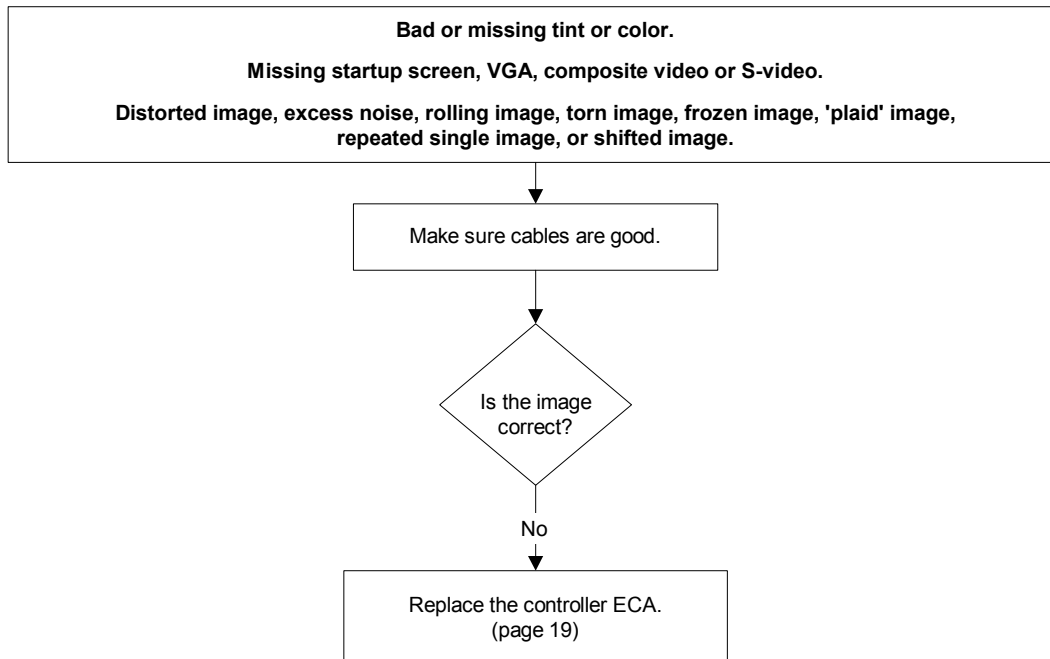 Bad or missing tint or color.
Missing startup screen, VGA, composite video or S-video.
Distorted image, excess noise, rolling image, torn image, frozen image, 'plaid' image,
repeated single image, or shifted image.
Make sure cables are good.
Is the image
correct?
No
Replace the controller ECA.
(page 19)